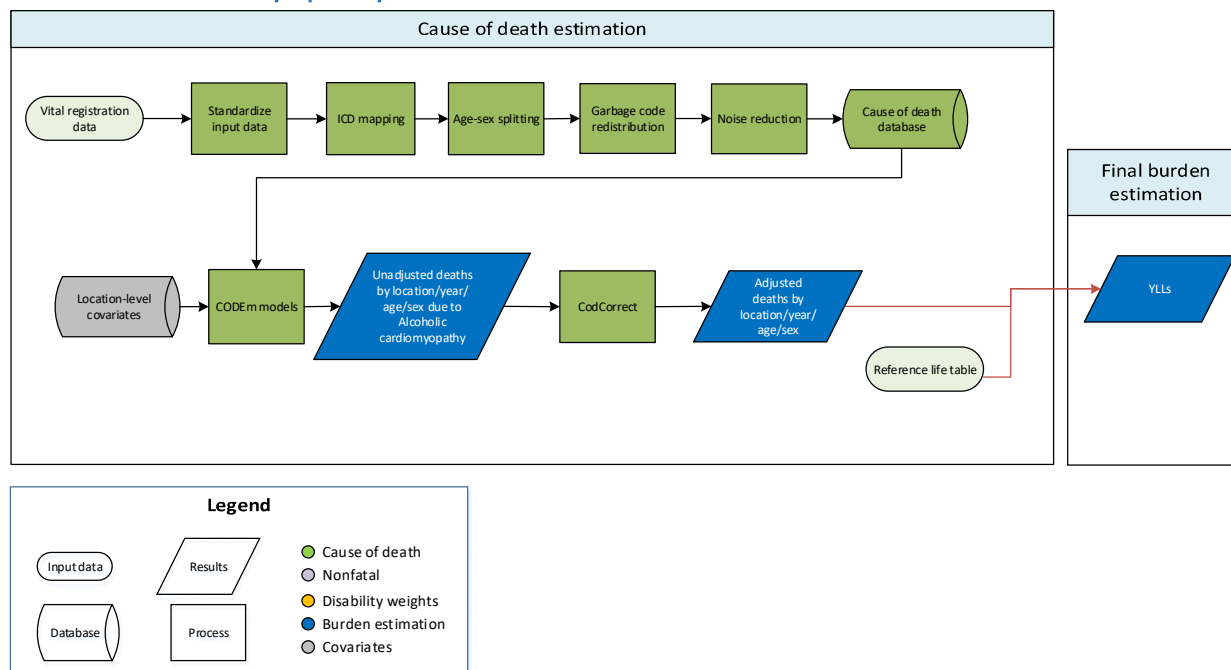 Cause of death estimation
Vital registration
data
Standardize
input data
ICD mapping
Age-sex splitting
Garbage code
redistribution
Noise reduction
Cause of death
database
Final burden
estimation
Location-level
covariates
CODEm models
Unadjusted deaths
by location/year/
age/sex due to
Alcoholic
cardiomyopathy
CodCorrect
Adjusted
deaths by
location/year/
age/sex
YLLs
Reference life table
Legend
Input data
Results
Database
Process
Cause of death
Nonfatal
Disability weights
Burden estimation
Covariates